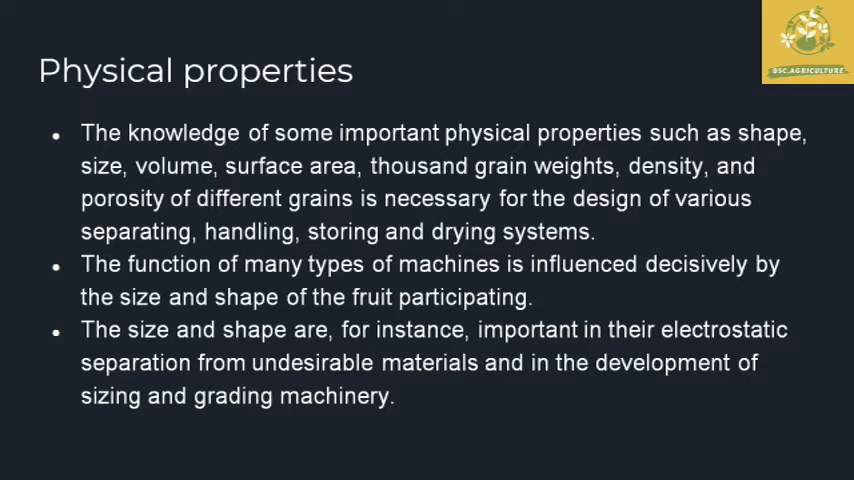 Physical properties
BSC.AGRICULTURE
• The knowledge of some important physical properties such as shape,
size, volume, surface area, thousand grain weights, density, and
porosity of different grains is necessary for the design of various
separating, handling, storing and drying systems.
• The function of many types of machines is influenced decisively by
the size and shape of the fruit participating.
• The size and shape are, for instance, important in their electrostatic
separation from undesirable materials and in the development of
sizing and grading machinery.